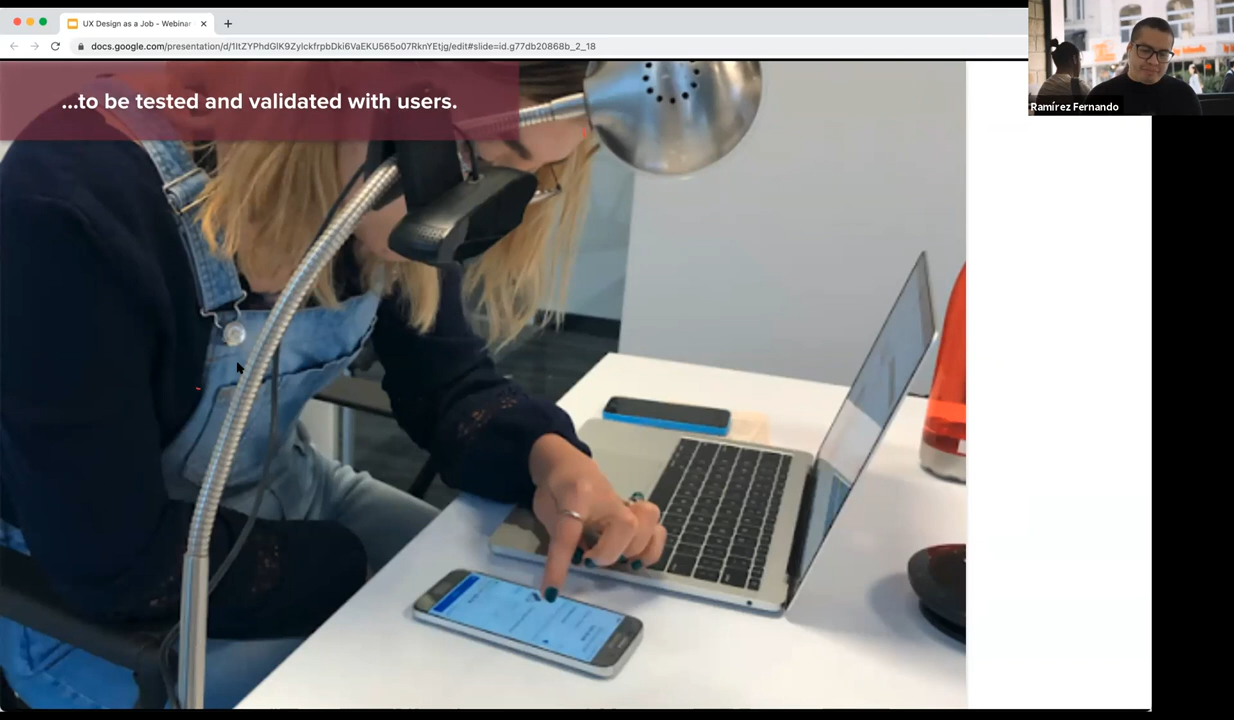 UX Design as a Job - Webinar
docs.google.com/presentation/d/1ltZYPhdGlK9ZylckfrpbDki6VaEKU565o07RknYEtjg/edit#slide=id.g77db20868b_2_18
Ramírez Fernando
...to be tested and validated with users.